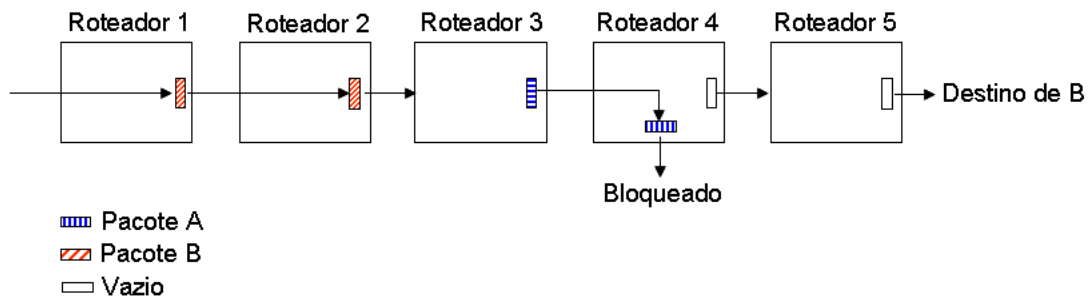 Roteador 1 Roteador 2 Roteador 3 Roteador 4 Roteador 5
Destino de B
Bloqueado
Pacote A
Pacote B
Vazio